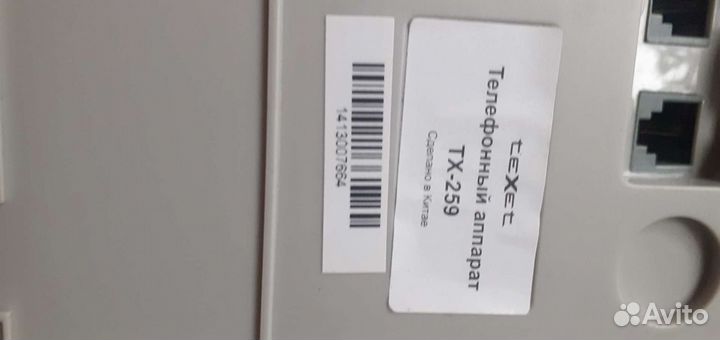 teXet
Телефонный аппарат
TX-259
Сделано в Китае
1413007664
Avito